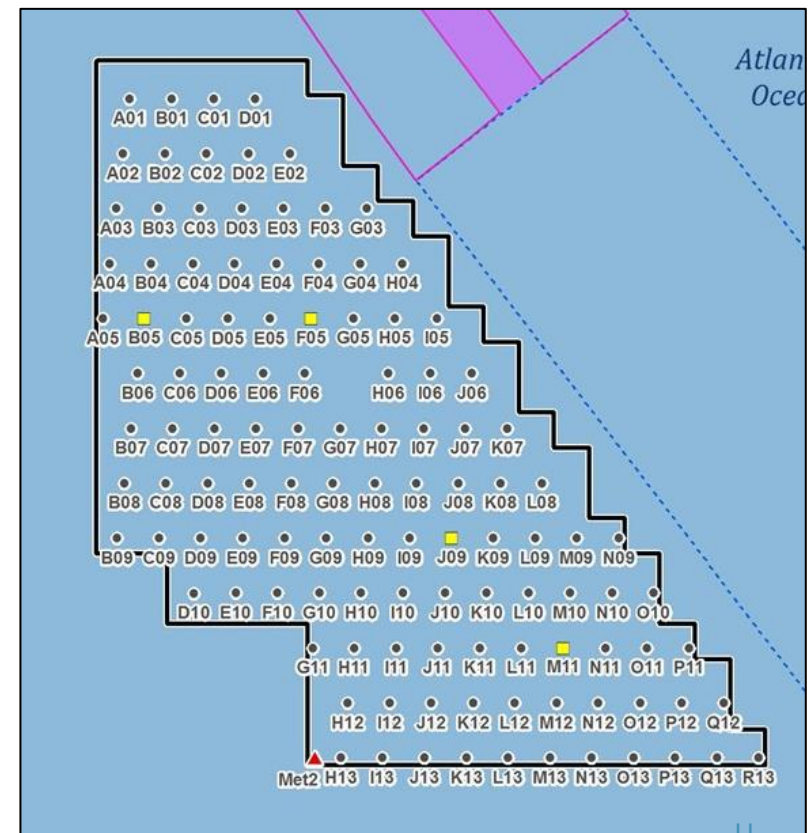 Atlan
Ocea
A01 B01 C01 D01
A02 B02 C02 D02 E02
A03 B03 C03 D03 E03 F03 G03
A04 B04 C04 D04 E04 F04 G04 H04
A05 B05 C05 D05 E05 F05 G05 H05 I05
B06 C06 D06 E06 F06 H06 I06 J06
B07 C07 D07 E07 F07 G07 H07 I07 J07 K07
B08 C08 D08 E08 F08 G08 H08 I08 J08 K08 L08
B09 C09 D09 E09 F09 G09 H09 I09 J09 K09 L09 M09 N09
D10 E10 F10 G10 H10 I10 J10 K10 L10 M10 N10 O10
G11 H11 I11 J11 K11 L11 M11 N11 O11 P11
H12 I12 J12 K12 L12 M12 N12 O12 P12 Q12
Met2 H13 I13 J13 K13 L13 M13 N13 O13 P13 Q13 R13